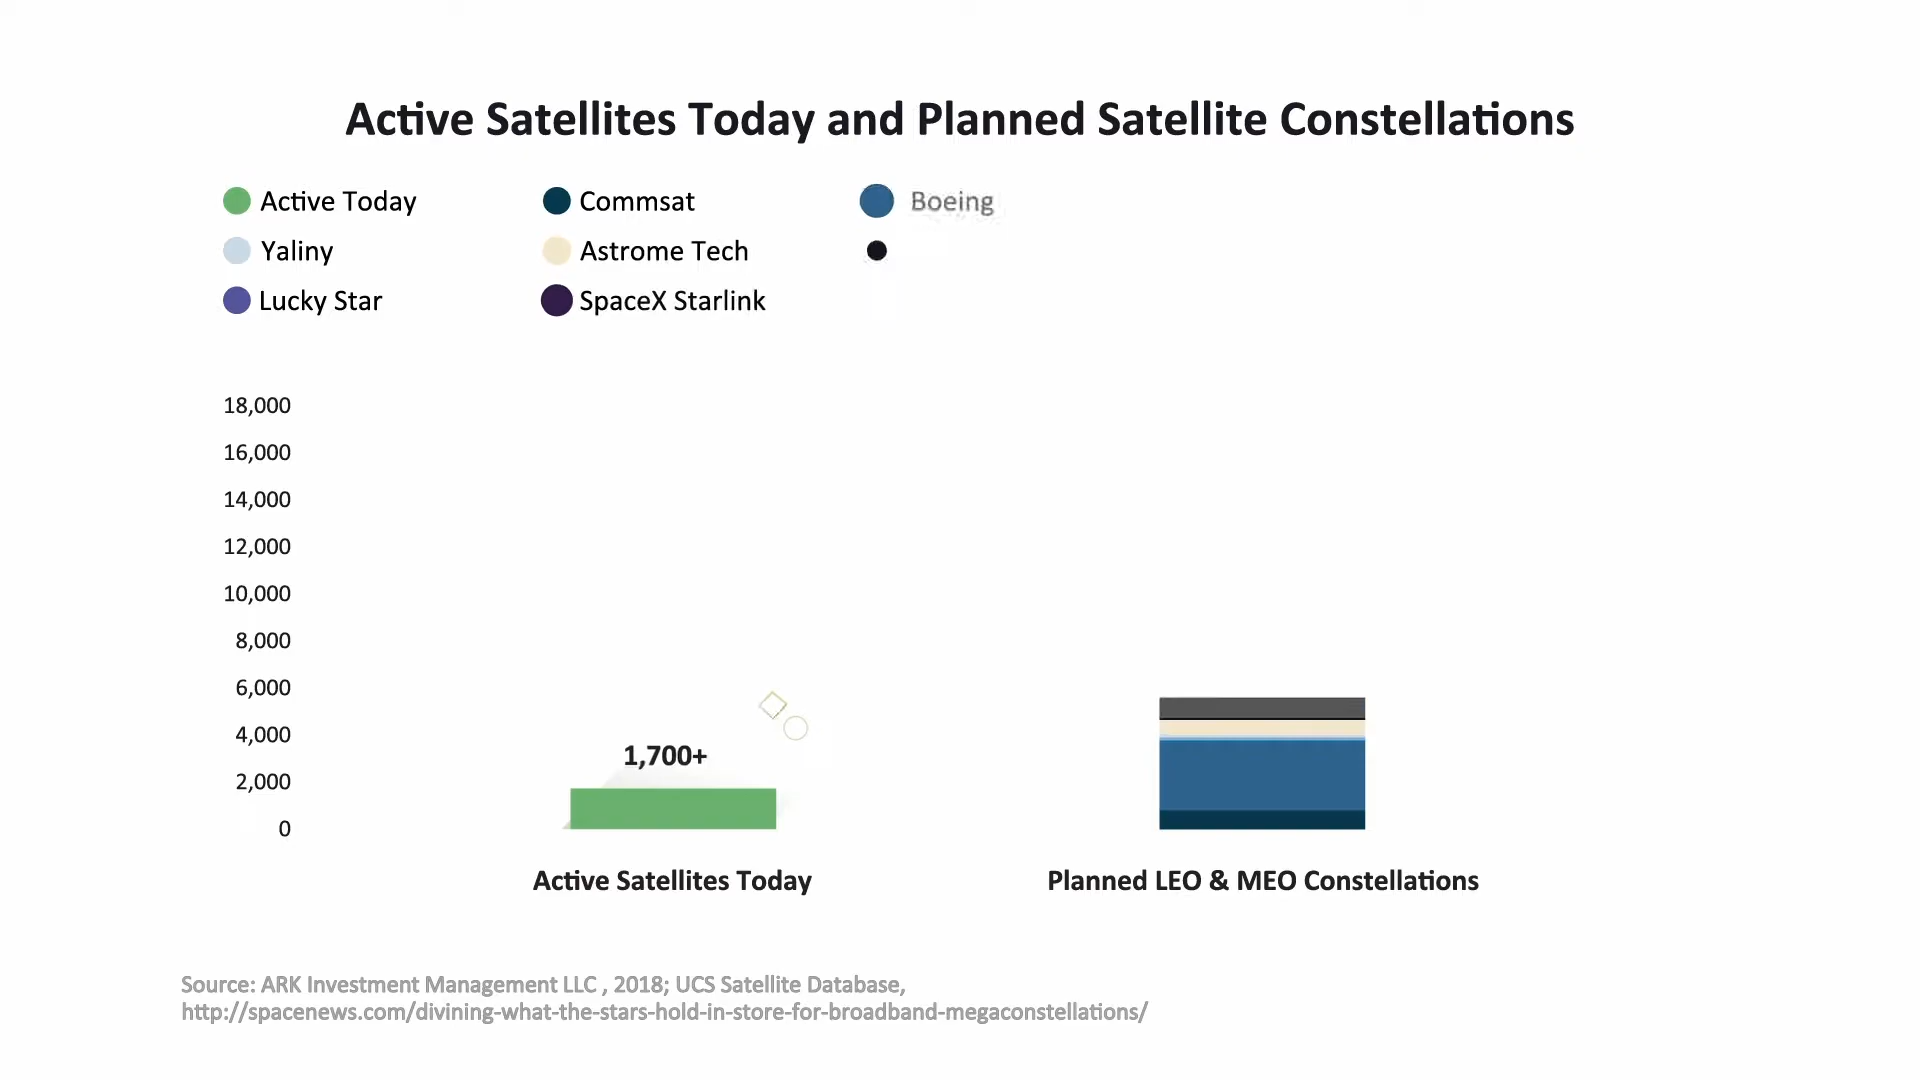 Active Satellites Today and Planned Satellite Constellations
Active Today
Commsat
Boeing
Yaliny
Astrome Tech
Lucky Star
SpaceX Starlink
18,000
16,000
14,000
12,000
10,000
8,000
6,000
4,000
2,000
0
1,700+
Active Satellites Today
Planned LEO & MEO Constellations
Source: ARK Investment Management LLC , 2018; UCS Satellite Database,
http://spacenews.com/divining-what-the-stars-hold-in-store-for-broadband-megaconstellations/